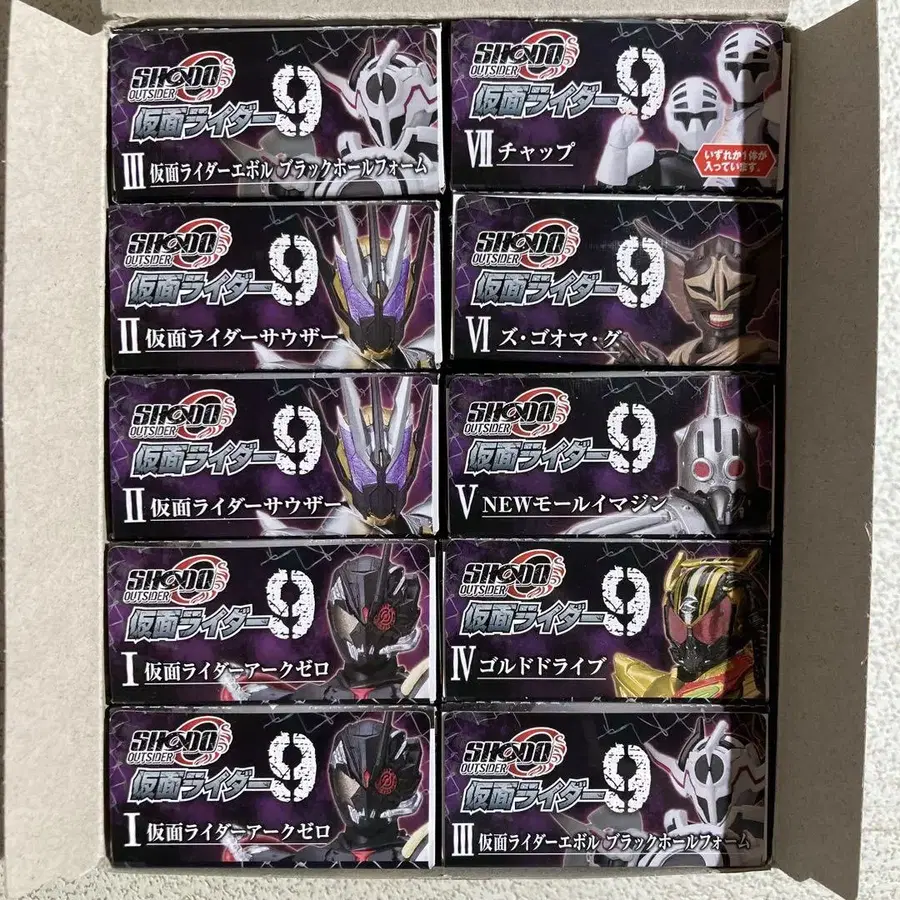 SHODO
OUTSIDER
仮面ライダー9
III 仮面ライダーエボル ブラックホールフォーム
SHODO
OUTSIDER
仮面ライダー9
VII チャップ
いずれか1体が
入っています。
SHODO
OUTSIDER
仮面ライダー9
II 仮面ライダーサウザー
SHODO
OUTSIDER
仮面ライダー9
VI ズ・ゴオマ・グ
SHODO
OUTSIDER
仮面ライダー9
II 仮面ライダーサウザー
SHODO
OUTSIDER
仮面ライダー9
V NEWモールイマジン
SHODO
OUTSIDER
仮面ライダー9
I 仮面ライダーアークゼロ
SHODO
OUTSIDER
仮面ライダー9
IV ゴルドドライブ
SHODO
OUTSIDER
仮面ライダー9
I 仮面ライダーアークゼロ
SHODO
OUTSIDER
仮面ライダー9
III 仮面ライダーエボル ブラックホールフォーム